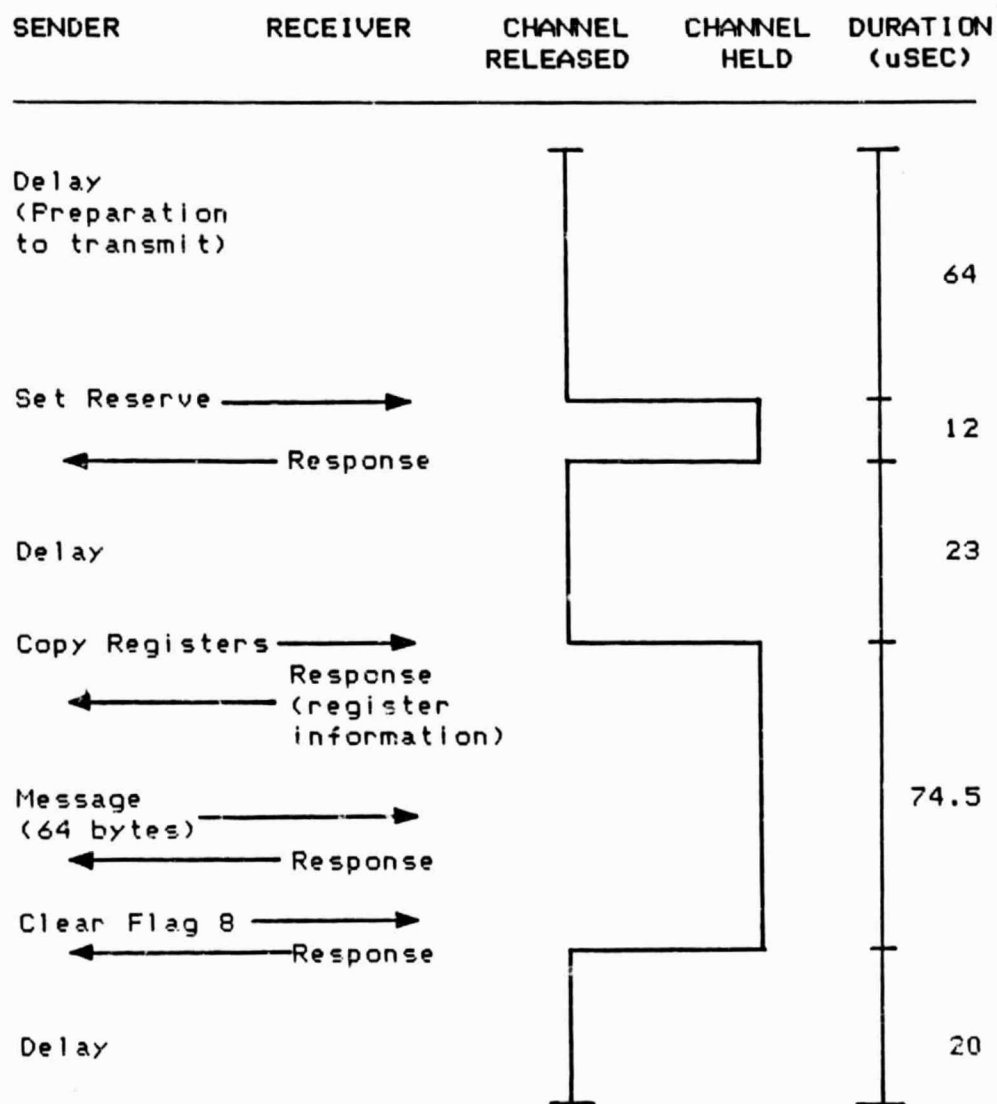 SENDER RECEIVER CHANNEL RELEASED CHANNEL HELD DURATION (uSEC)
Delay
(Preparation
to transmit)
64
Set Reserve
12
Response
Delay
23
Copy Registers
Response
(register
information)
Message
(64 bytes)
74.5
Response
Clear Flag 8
Response
Delay
20